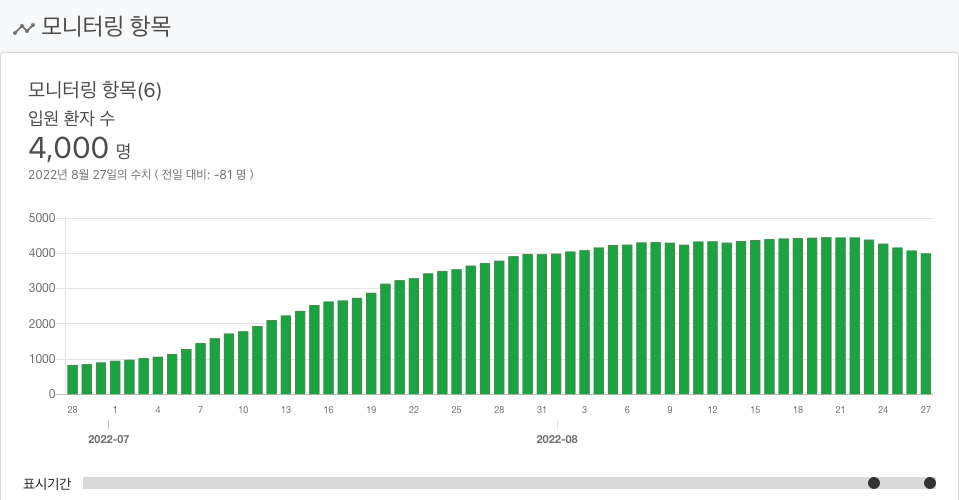 모니터링 항목
모니터링 항목(6)
입원 환자 수
4,000 명
2022년 8월 27일의 수치 ( 전일 대비: -81 명 )
5000
4000
3000
2000
1000
0
28 1 4 7 10 13 16 19 22 25 28 31 3 6 9 12 15 18 21 24 27
2022-07 2022-08
표시기간